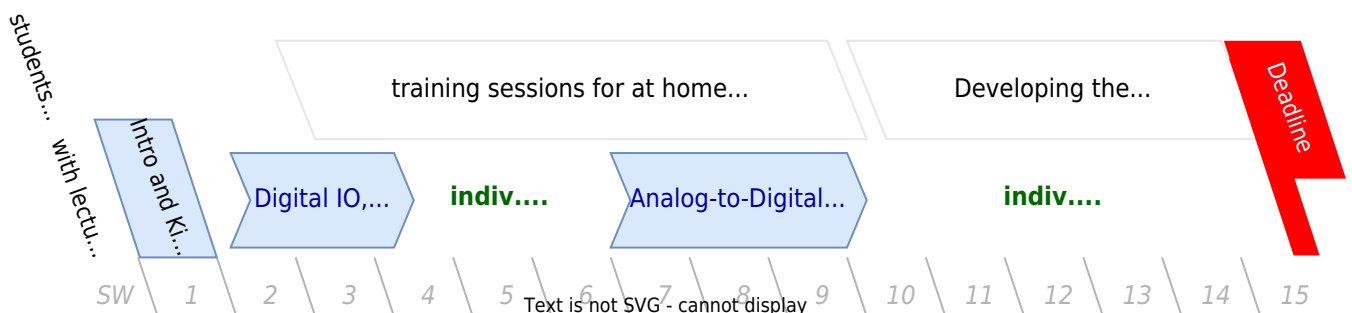 students...
with lectu...
Intro and Ki....
training sessions for at home...
Developing the...
Deadline
Digital IO,...
indiv....
Analog-to-Digital...
indiv....
SW 1 2 3 4 5 6 7 8 9 10 11 12 13 14 15
Text is not SVG - cannot display